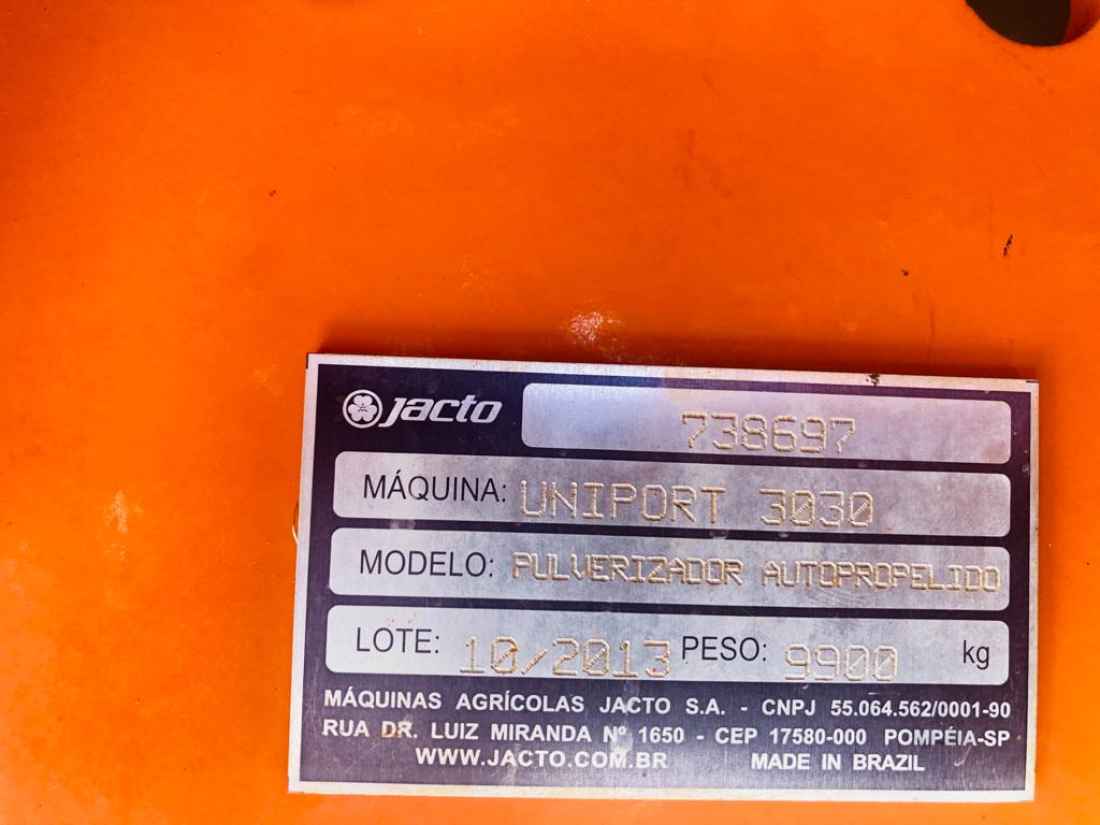 Jacto 738697
MÁQUINA: UNIPORT 3030
MODELO: PULVERIZADOR AUTOPROPELIDO
LOTE: 10/2013 PESO: 9900 kg
MÁQUINAS AGRÍCOLAS JACTO S.A. - CNPJ 55.064.562/0001-90
RUA DR. LUIZ MIRANDA Nº 1650 - CEP 17580-000 POMPÉIA-SP
WWW.JACTO.COM.BR MADE IN BRAZIL